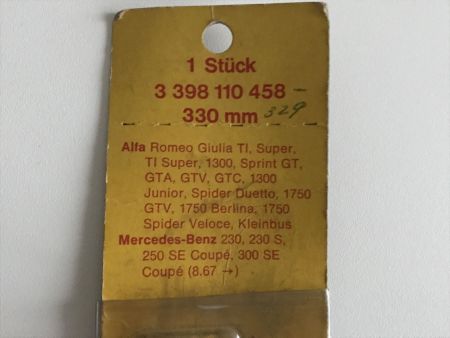 1 Stück
3 398 110 458 –
330 mm 329
Alfa Romeo Giulia TI, Super,
TI Super, 1300, Sprint GT,
GTA, GTV, GTC, 1300
Junior, Spider Duetto, 1750
GTV, 1750 Berlina, 1750
Spider Veloce, Kleinbus
Mercedes-Benz 230, 230 S,
250 SE Coupé, 300 SE
Coupé (8.67 →)